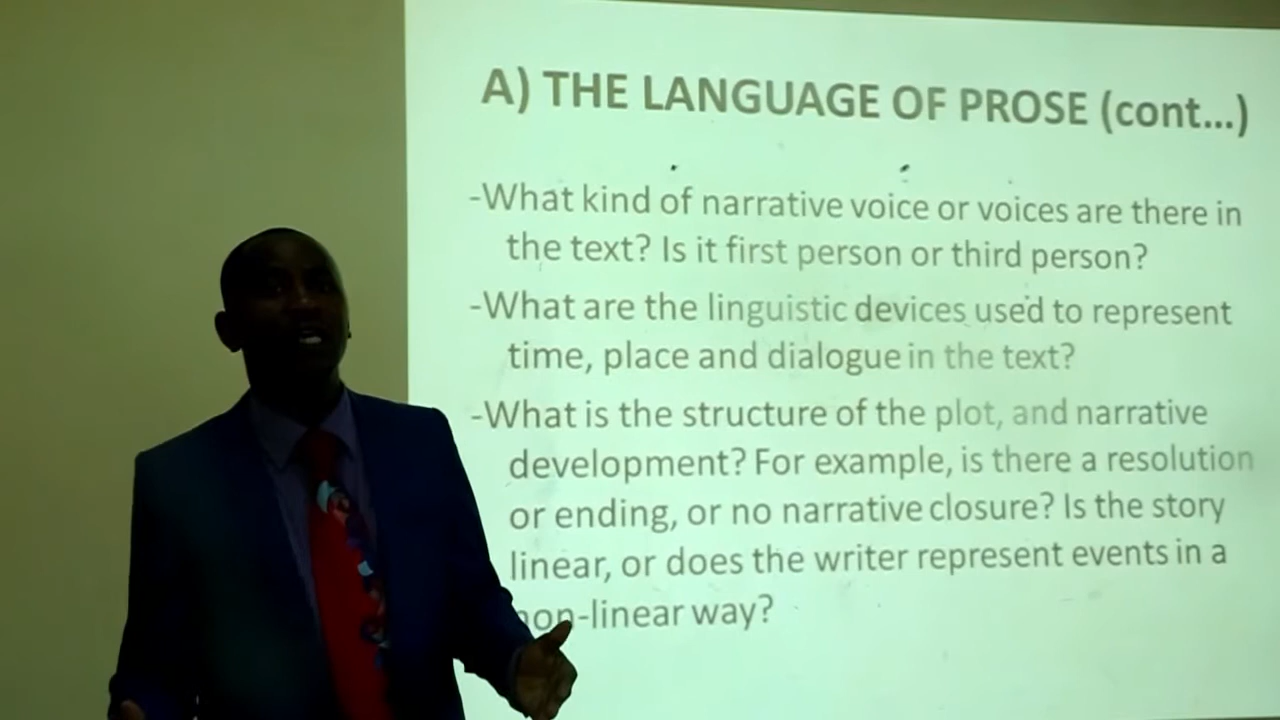 A) THE LANGUAGE OF PROSE (cont...)
-What kind of narrative voice or voices are there in
the text? Is it first person or third person?
-What are the linguistic devices used to represent
time, place and dialogue in the text?
-What is the structure of the plot, and narrative
development? For example, is there a resolution
or ending, or no narrative closure? Is the story
linear, or does the writer represent events in a
non-linear way?